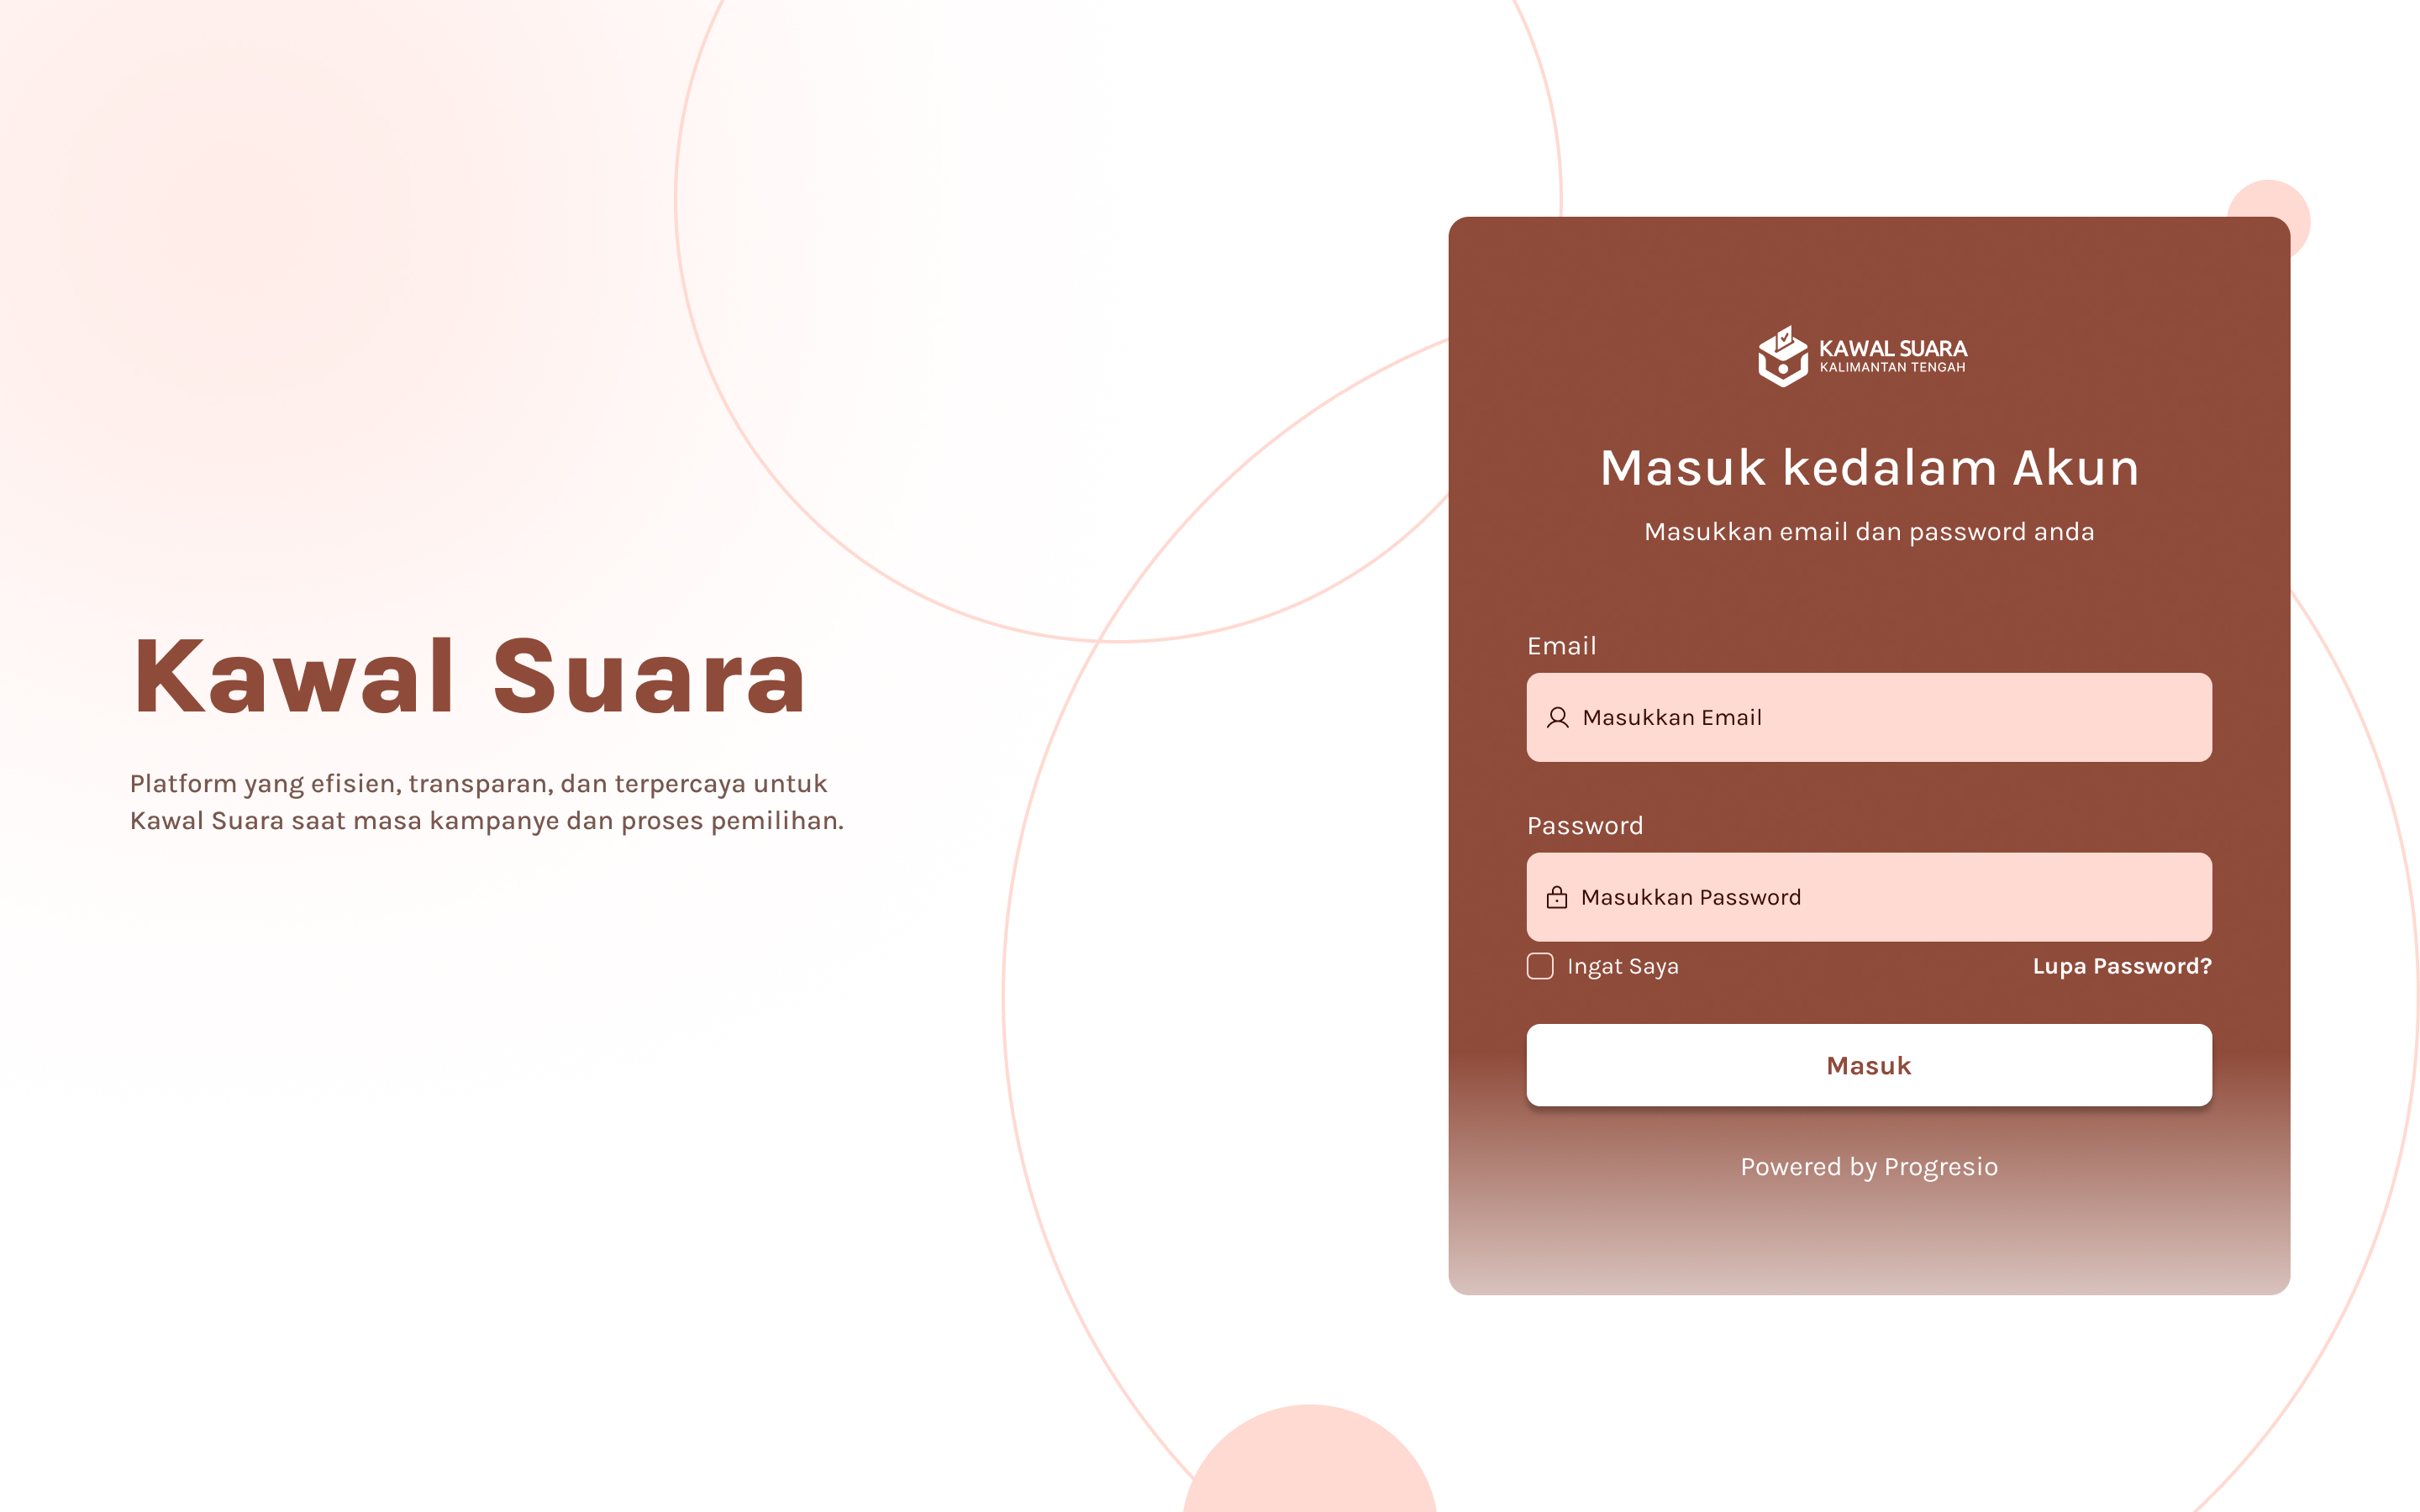 Kawal Suara
Platform yang efisien, transparan, dan terpercaya untuk
Kawal Suara saat masa kampanye dan proses pemilihan.
KAWAL SUARA
KALIMANTAN TENGAH
Masuk kedalam Akun
Masukkan email dan password anda
Email
Masukkan Email
Password
Masukkan Password
Ingat Saya
Lupa Password?
Masuk
Powered by Progresio